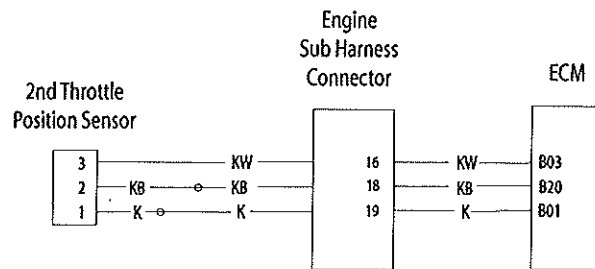 Engine
Sub Harness
Connector
ECM
2nd Throttle
Position Sensor
3 KW 16 KW B03
2 KB KB 18 KB B20
1 K K 19 K B01